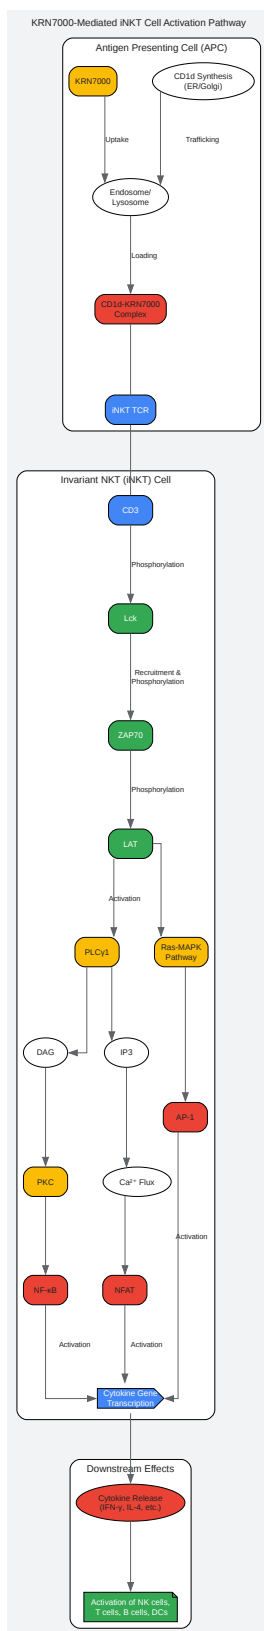 KRN7000-Mediated iNKT Cell Activation Pathway
Antigen Presenting Cell (APC)
KRN7000
CD1d Synthesis
(ER/Golgi)
Uptake
Trafficking
Endosome/
Lysosome
Loading
CD1d-KRN7000
Complex
iNKT TCR
Invariant NKT (iNKT) Cell
CD3
Phosphorylation
Lck
Recruitment &
Phosphorylation
ZAP70
Phosphorylation
LAT
Activation
PLCγ1
Ras-MAPK
Pathway
DAG
IP3
AP-1
PKC
Ca²⁺ Flux
Activation
NF-κB
NFAT
Activation
Activation
Cytokine Gene
Transcription
Downstream Effects
Cytokine Release
(IFN-γ, IL-4, etc.)
Activation of NK cells,
T cells, B cells, DCs